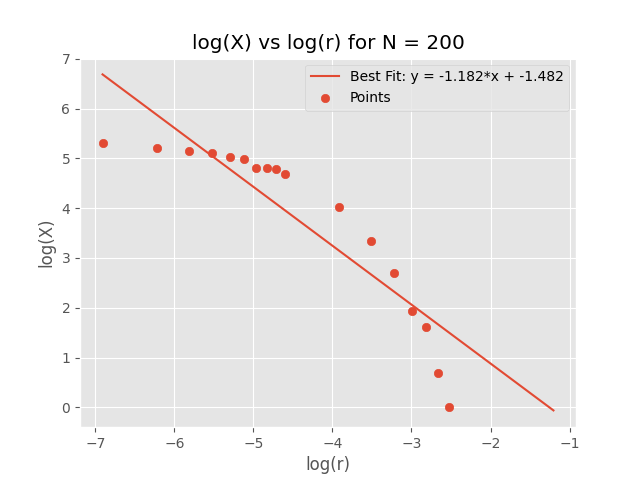 log(X) vs log(r) for N = 200
Best Fit: y = -1.182*x + -1.482
Points
log(X)
7
6
5
4
3
2
1
0
−7 −6 −5 −4 −3 −2 −1
log(r)